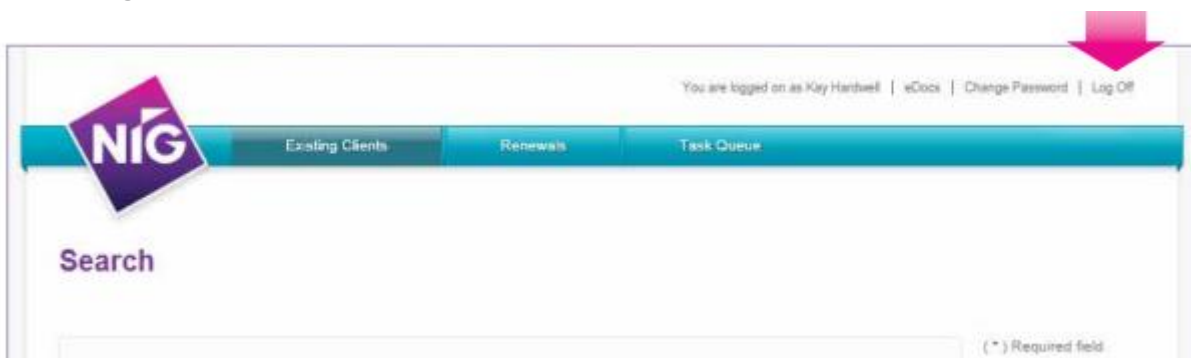 You are logged on as Kay Hardwell | eDocs | Change Password | Log Off
NIG
Existing Clients Renewals Task Queue
Search
(*) Required field